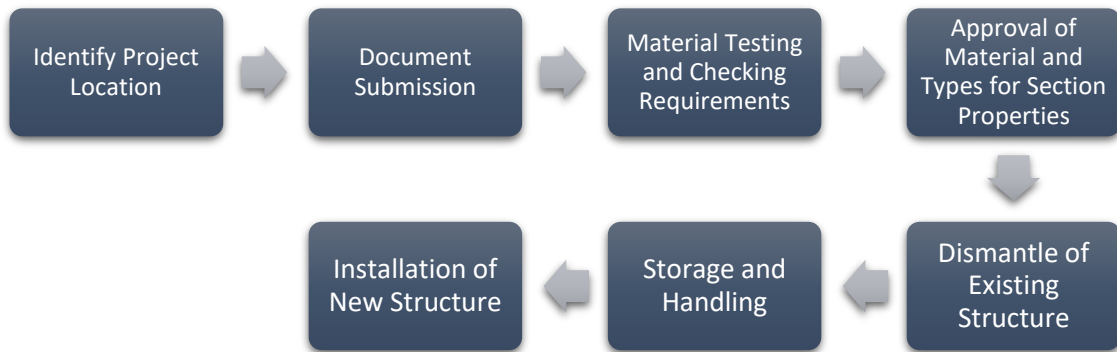 Identify Project
Location
Document
Submission
Material Testing
and Checking
Requirements
Approval of
Material and
Types for Section
Properties
Dismantle of
Existing
Structure
Storage and
Handling
Installation of
New Structure